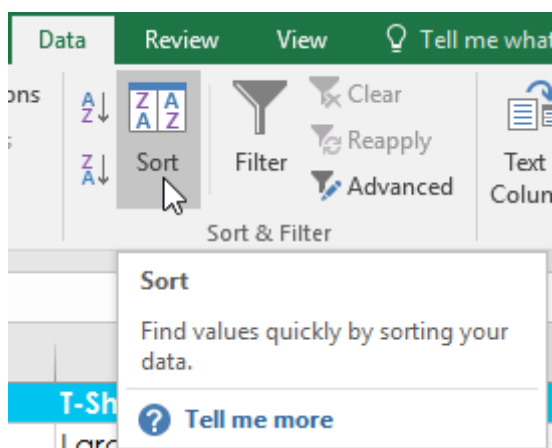 Data Review View Tell me what
ons
Clear
Reapply
Sort Filter Advanced
Text
Colum
Sort & Filter
Sort
Find values quickly by sorting your
data.
T-Sh
Tell me more
Larg